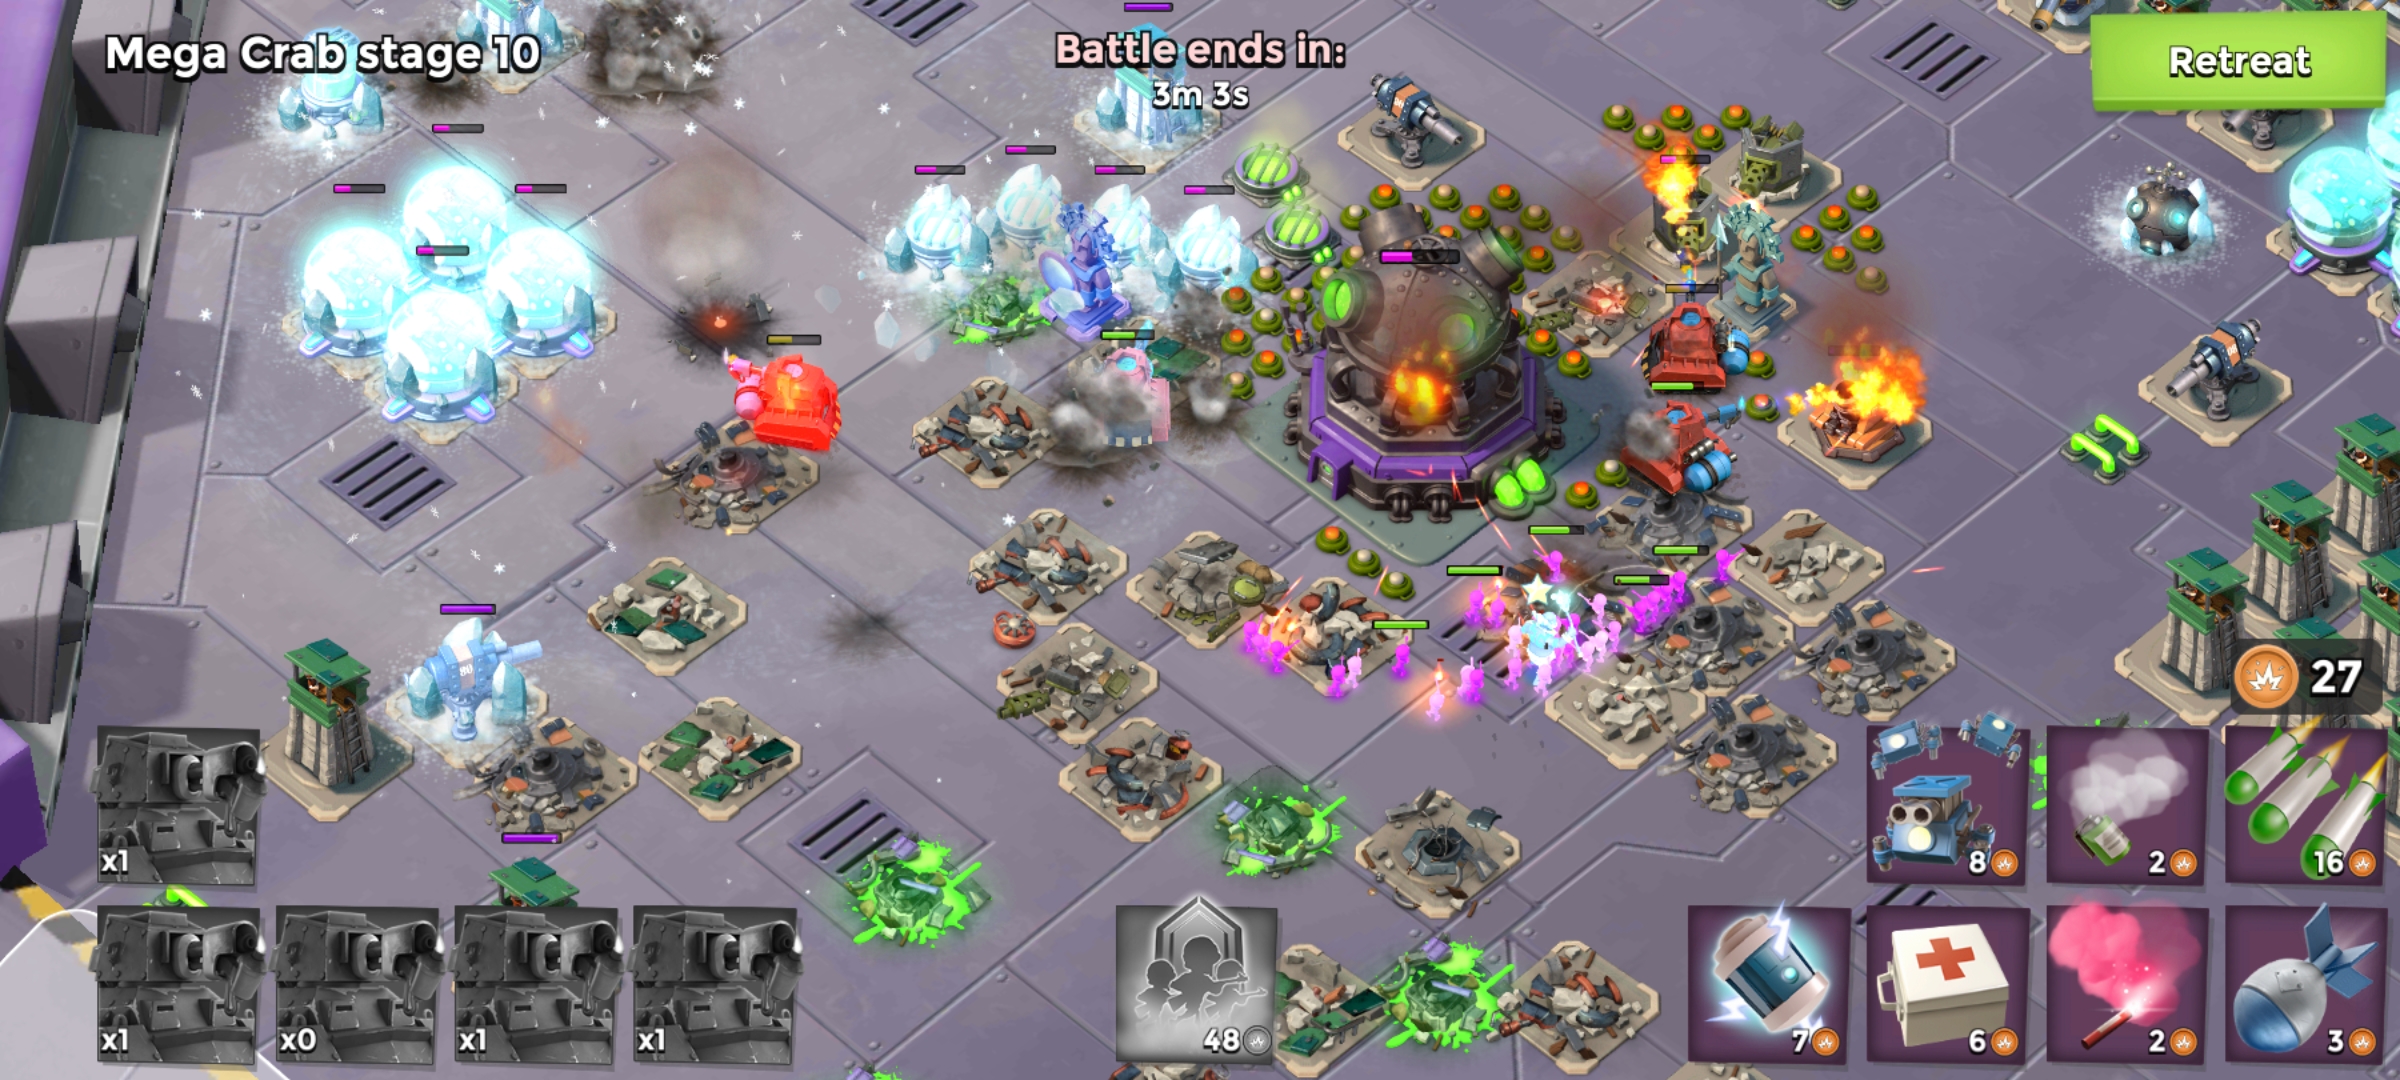 Mega Crab stage 10
Battle ends in:
3m 3s
Retreat
27
x1
8
2
16
x1
x0
x1
x1
48
7
6
2
3